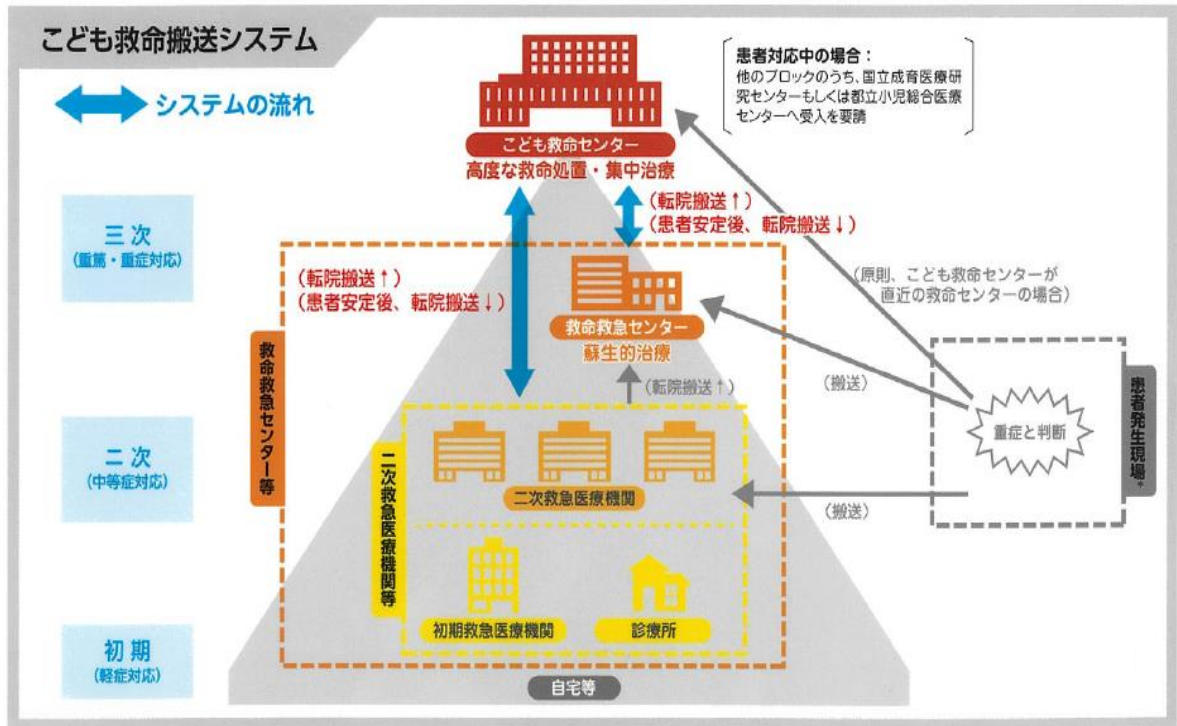 こども救命搬送システム
システムの流れ
患者対応中の場合：
他のブロックのうち、国立成育医療研
究センターもしくは都立小児総合医療
センターへ受入を要請
こども救命センター
高度な救命処置・集中治療
三次
（重篤・重症対応）
（転院搬送↑）
（患者安定後、転院搬送↓）
（転院搬送↑）
（患者安定後、転院搬送↓）
（原則、こども救命センターが
直近の救命センターの場合）
救命救急センター
蘇生的治療
（転院搬送↑）
（搬送）
救命救急センター等
二次
（中等症対応）
二次救急医療機関等
二次救急医療機関
（搬送）
重症と判断
患者発生現場*
初期救急医療機関
診療所
初期
（軽症対応）
自宅等